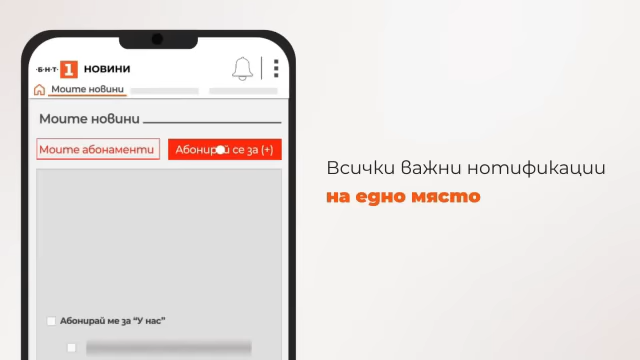 ·Б·Н·Т· 1 НОВИНИ
Моите новини
Моите новини
Моите абонаменти
Абонирай се за (+)
Всички важни нотификации
на едно място
Абонирай ме за "У нас"